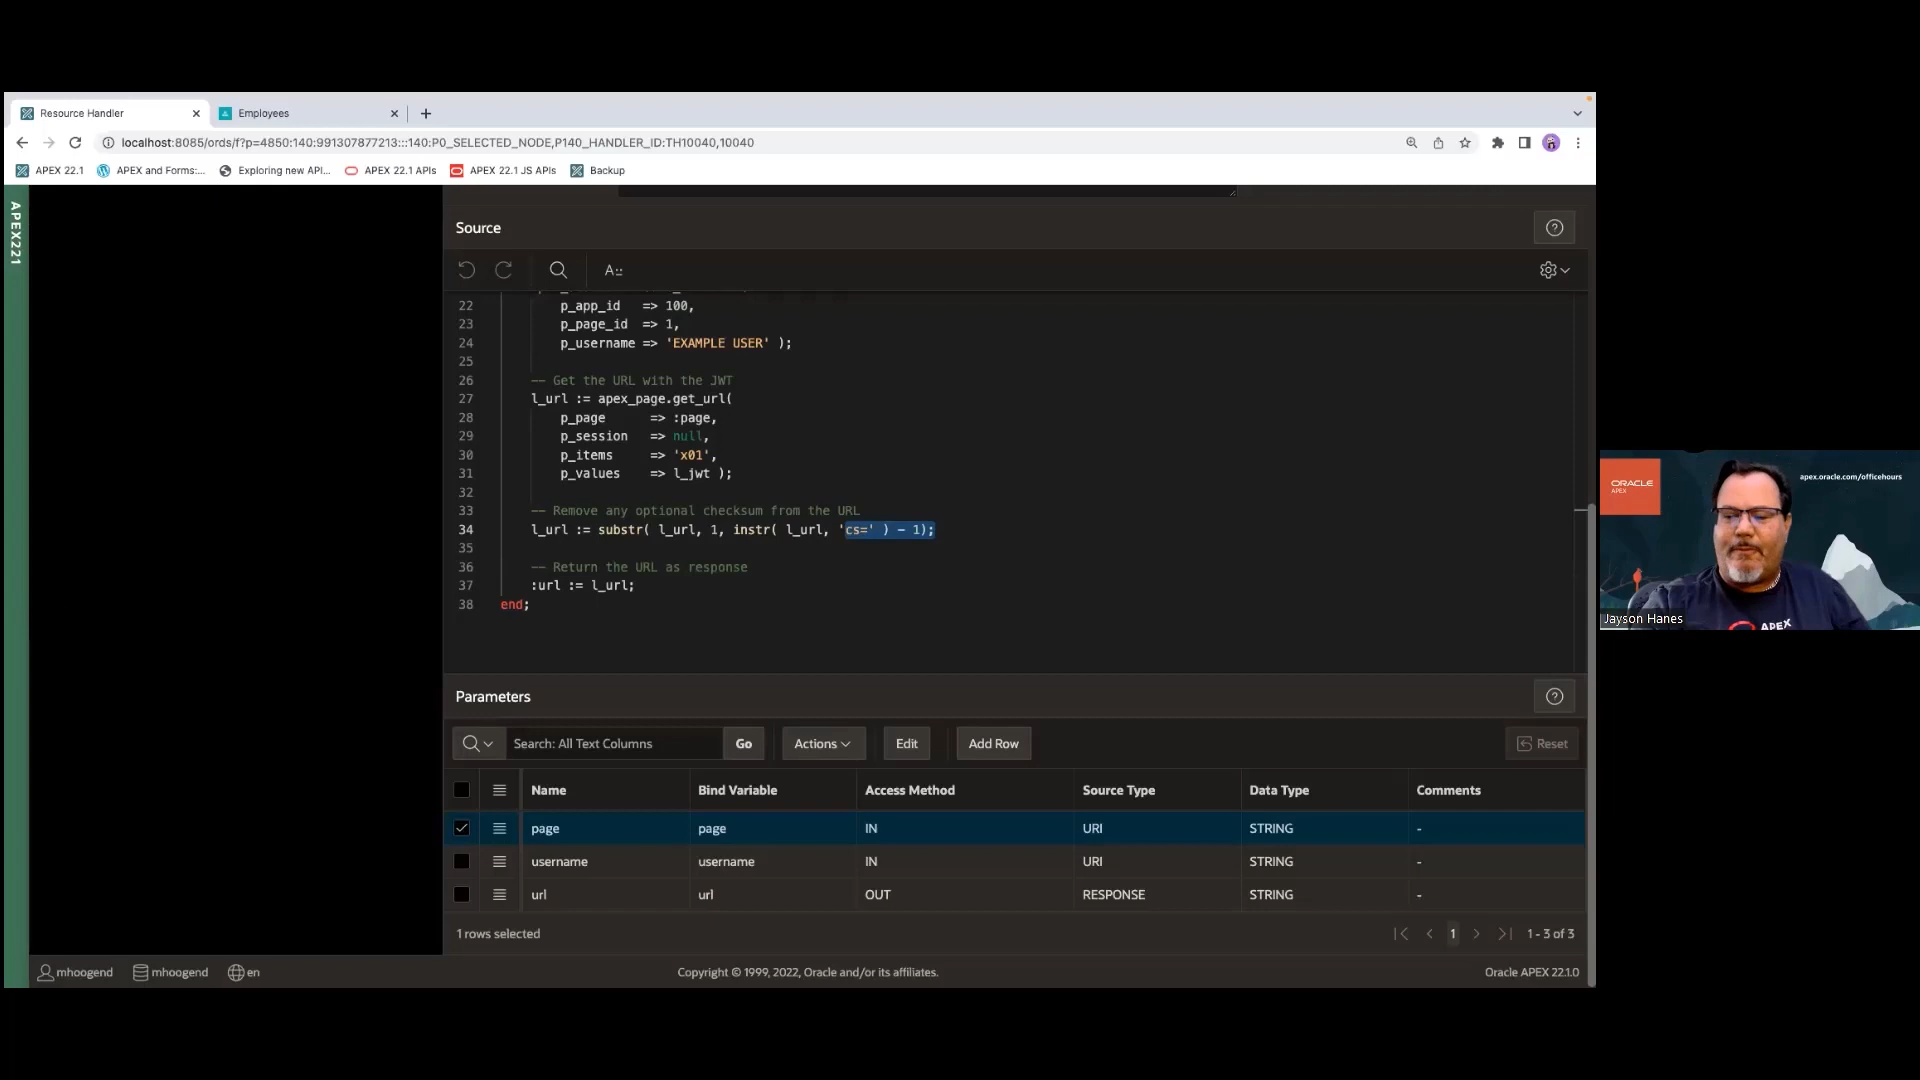 Resource Handler
Employees
localhost:8085/ords/f?p=4850:140:991307877213:::140:P0_SELECTED_NODE,P140_HANDLER_ID:TH10040,10040
APEX 22.1
APEX and Forms:...
Exploring new API...
APEX 22.1 APIs
APEX 22.1 JS APIs
Backup
APEX221
Source
22 p_app_id => 100,
23 p_page_id => 1,
24 p_username => 'EXAMPLE USER' );
25
26 -- Get the URL with the JWT
27 l_url := apex_page.get_url(
28 p_page => :page,
29 p_session => null,
30 p_items => 'x01',
31 p_values => l_jwt );
32
33 -- Remove any optional checksum from the URL
34 l_url := substr( l_url, 1, instr( l_url, 'cs=' ) - 1);
35
36 -- Return the URL as response
37 :url := l_url;
38 end;
ORACLE
APEX
apex.oracle.com/officehours
APEX
Jayson Hanes
Parameters
Search: All Text Columns
Go
Actions
Edit
Add Row
Reset
Name Bind Variable Access Method Source Type Data Type Comments
page page IN URI STRING -
username username IN URI STRING -
url url OUT RESPONSE STRING -
1 rows selected
1
1 - 3 of 3
mhoogend
mhoogend
en
Copyright © 1999, 2022, Oracle and/or its affiliates.
Oracle APEX 22.1.0